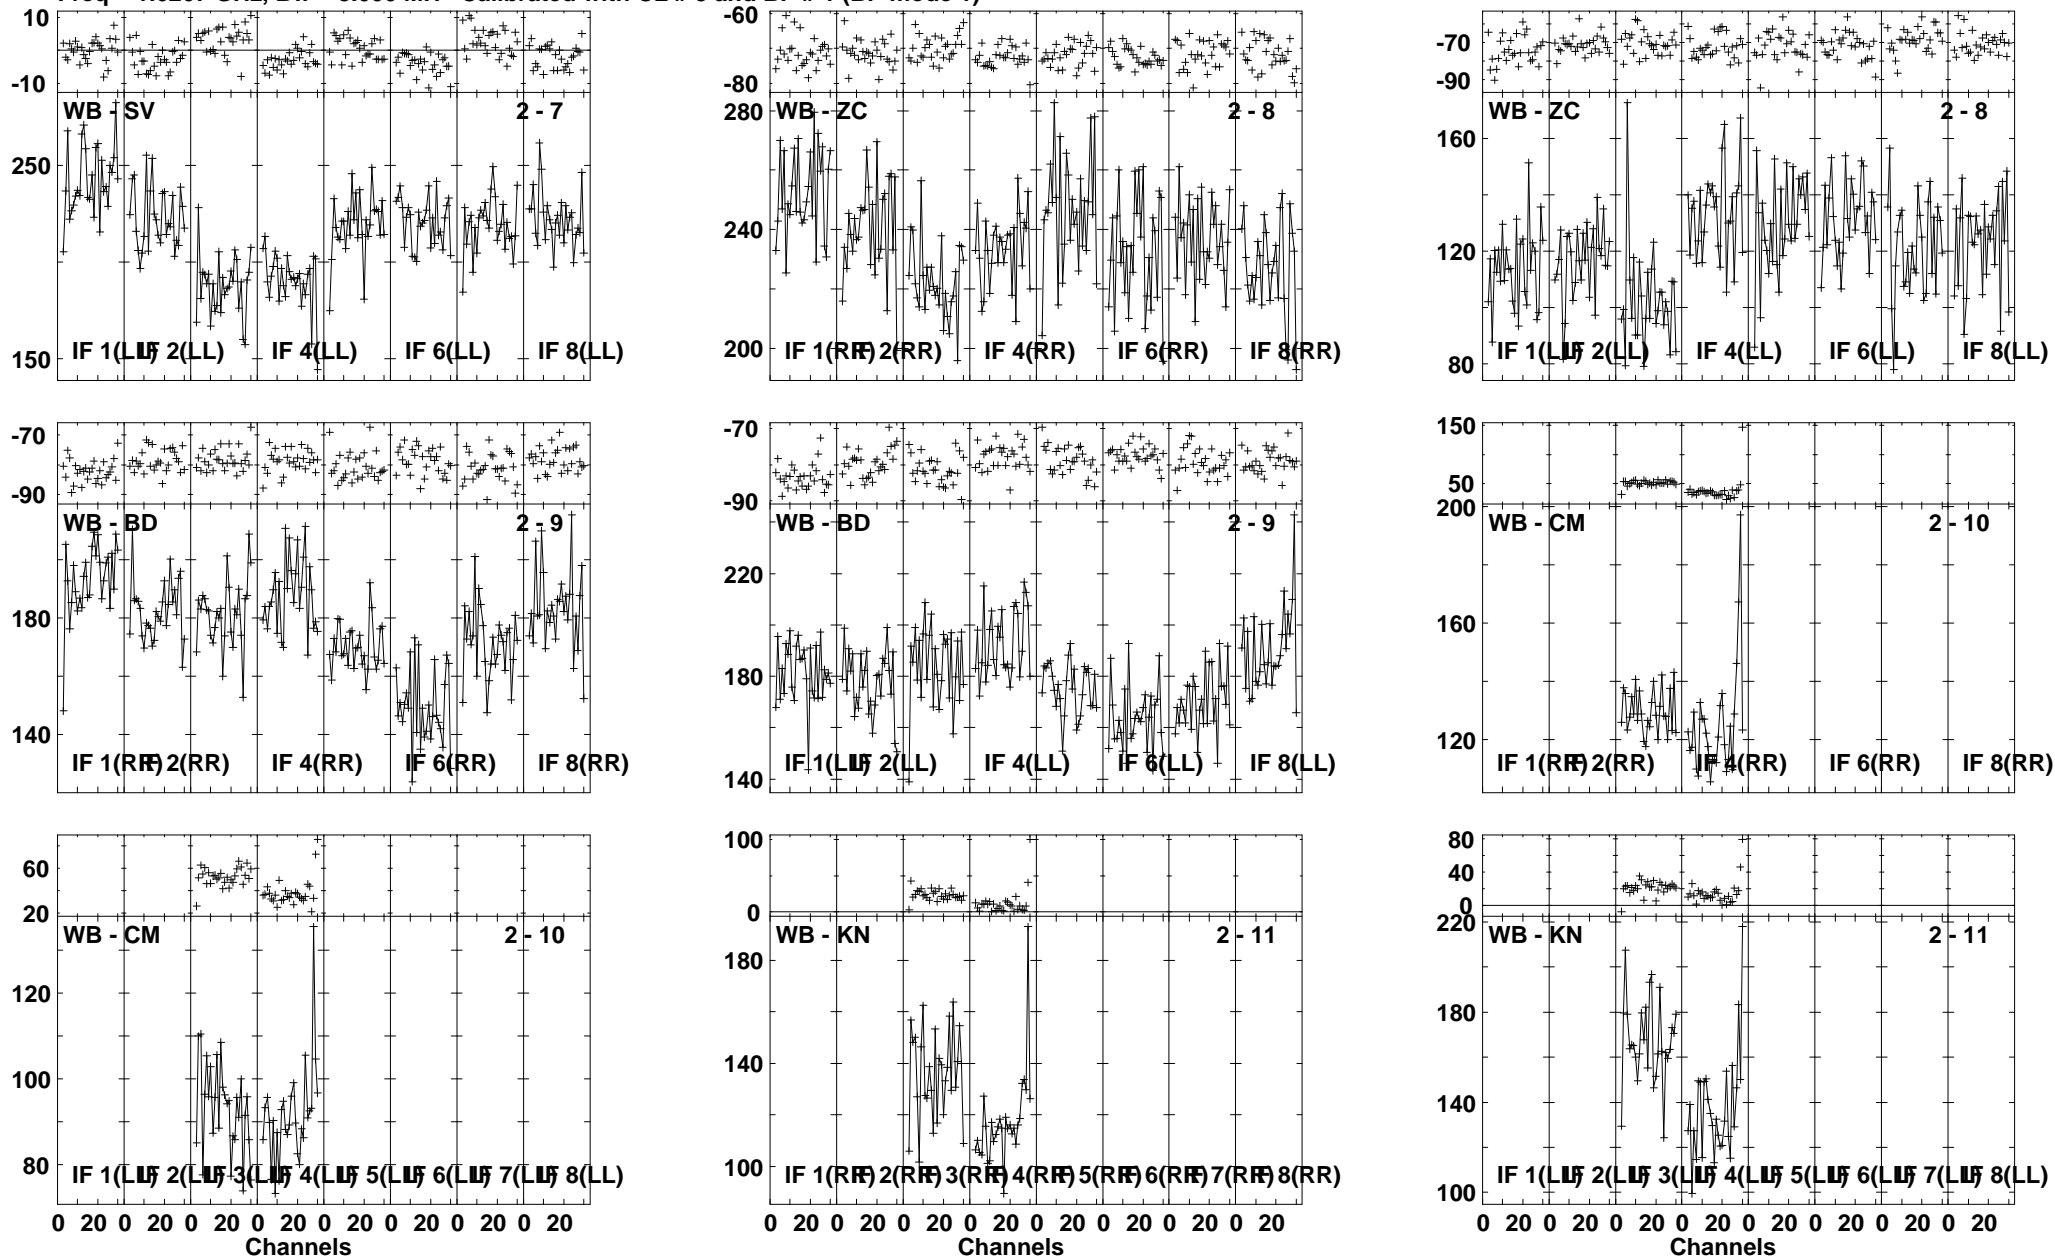 10
-10
WB - SV 2 - 7
250
150
IF 1(LL) IF 2(LL) IF 4(LL) IF 6(LL) IF 8(LL)
-60
-80
WB - ZC 2 - 8
280
240
200
IF 1(RR) IF 2(RR) IF 4(RR) IF 6(RR) IF 8(RR)
-70
-90
WB - ZC 2 - 8
160
120
80
IF 1(LL) IF 2(LL) IF 4(LL) IF 6(LL) IF 8(LL)
-70
-90
WB - BD 2 - 9
180
140
IF 1(RR) IF 2(RR) IF 4(RR) IF 6(RR) IF 8(RR)
-70
-90
WB - BD 2 - 9
220
180
140
IF 1(LL) IF 2(LL) IF 4(LL) IF 6(LL) IF 8(LL)
150
50
200
WB - CM 2 - 10
160
120
IF 1(RR) IF 2(RR) IF 4(RR) IF 6(RR) IF 8(RR)
60
20
WB - CM 2 - 10
120
100
80
IF 1(LL) IF 2(LL) IF 3(LL) IF 4(LL) IF 5(LL) IF 6(LL) IF 7(LL) IF 8(LL)
0 20 0 20 0 20 0 20 0 20 0 20 0 20 0 20
Channels
100
0
WB - KN 2 - 11
180
140
100
IF 1(RR) IF 2(RR) IF 3(RR) IF 4(RR) IF 5(RR) IF 6(RR) IF 7(RR) IF 8(RR)
0 20 0 20 0 20 0 20 0 20 0 20 0 20 0 20
Channels
80
40
0
220
WB - KN 2 - 11
180
140
100
IF 1(LL) IF 2(LL) IF 3(LL) IF 4(LL) IF 5(LL) IF 6(LL) IF 7(LL) IF 8(LL)
0 20 0 20 0 20 0 20 0 20 0 20 0 20 0 20
Channels